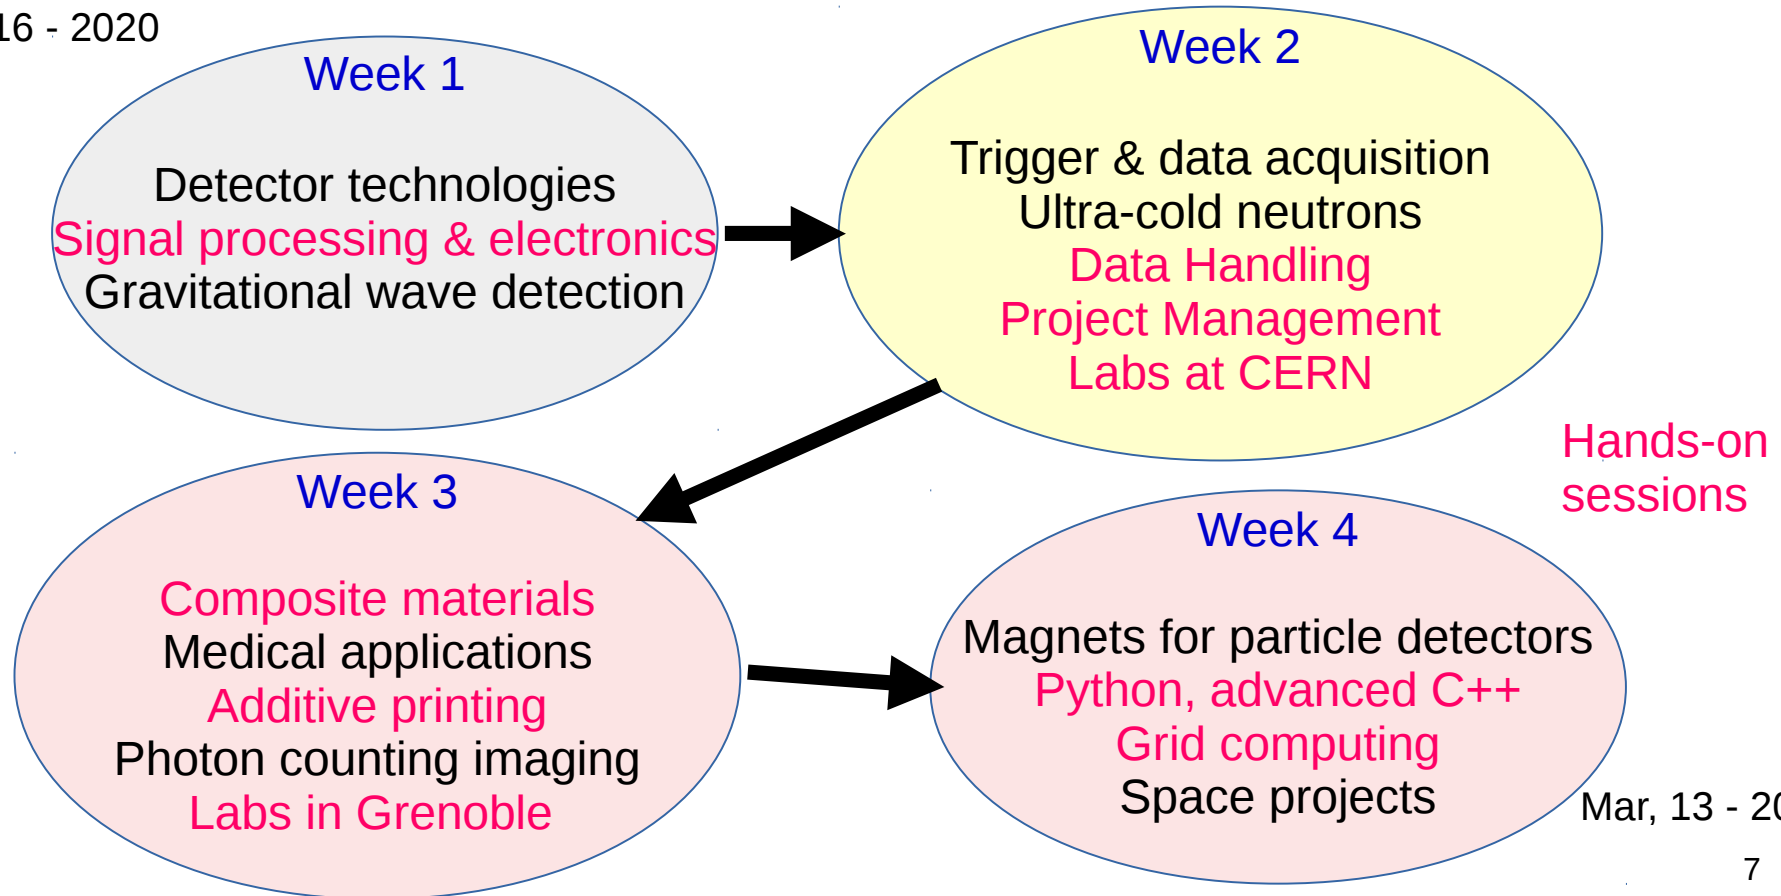 16 - 2020
Week 1
Detector technologies
Signal processing & electronics
Gravitational wave detection
Week 2
Trigger & data acquisition
Ultra-cold neutrons
Data Handling
Project Management
Labs at CERN
Hands-on
sessions
Week 3
Composite materials
Medical applications
Additive printing
Photon counting imaging
Labs in Grenoble
Week 4
Magnets for particle detectors
Python, advanced C++
Grid computing
Space projects
Mar, 13 - 20
7